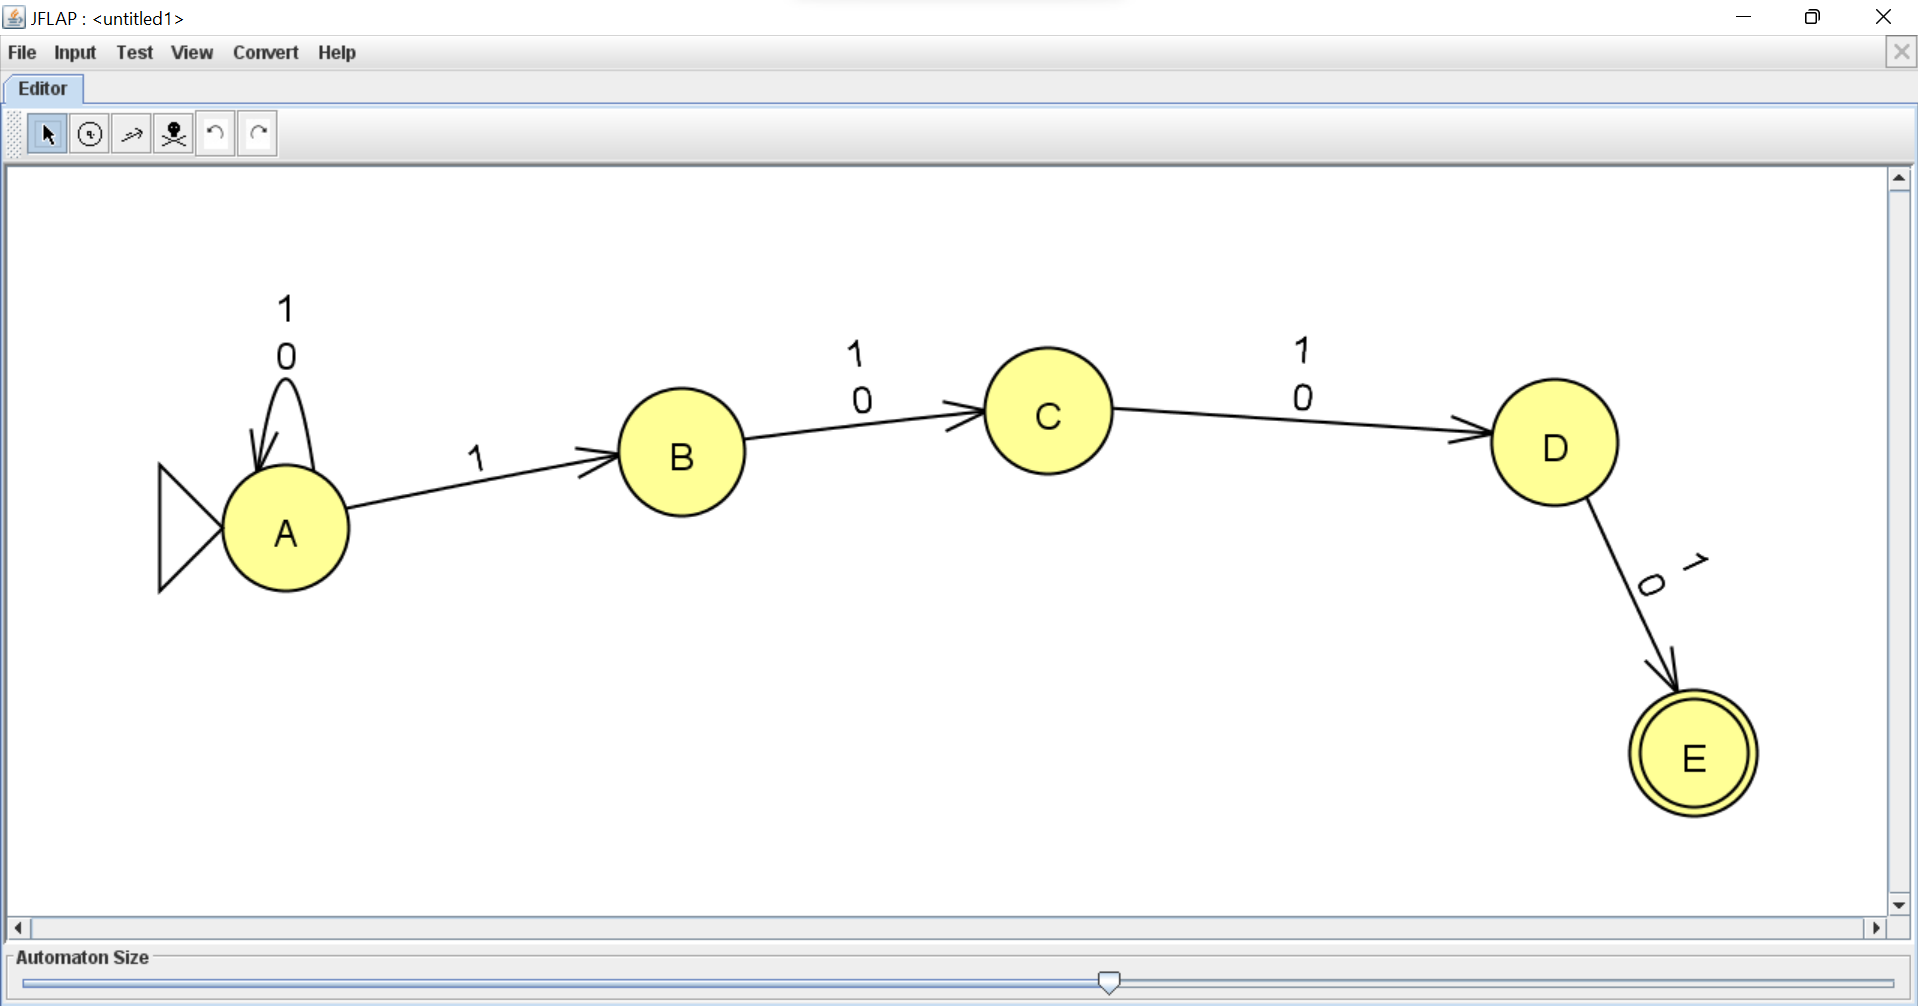 JFLAP : <untitled1>
File Input Test View Convert Help
Editor
1
0
1
1
0
1
0
1
0
A
B
C
D
E
Automaton Size